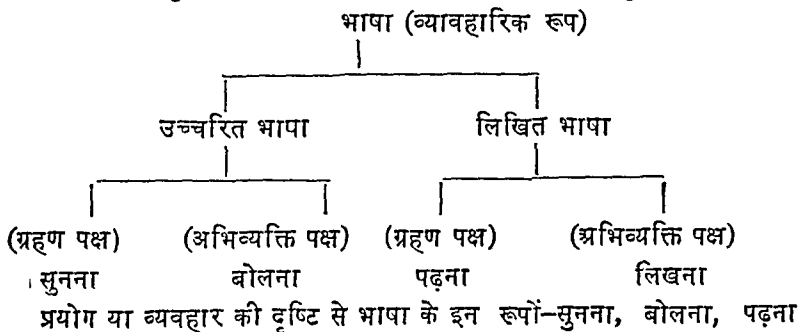 भाषा (व्यावहारिक रूप)
उच्चरित भाषा लिखित भाषा
(ग्रहण पक्ष) (अभिव्यक्ति पक्ष) (ग्रहण पक्ष) (अभिव्यक्ति पक्ष)
सुनना बोलना पढ़ना लिखना
प्रयोग या व्यवहार की दृष्टि से भाषा के इन रूपों-सुनना, बोलना, पढ़ना